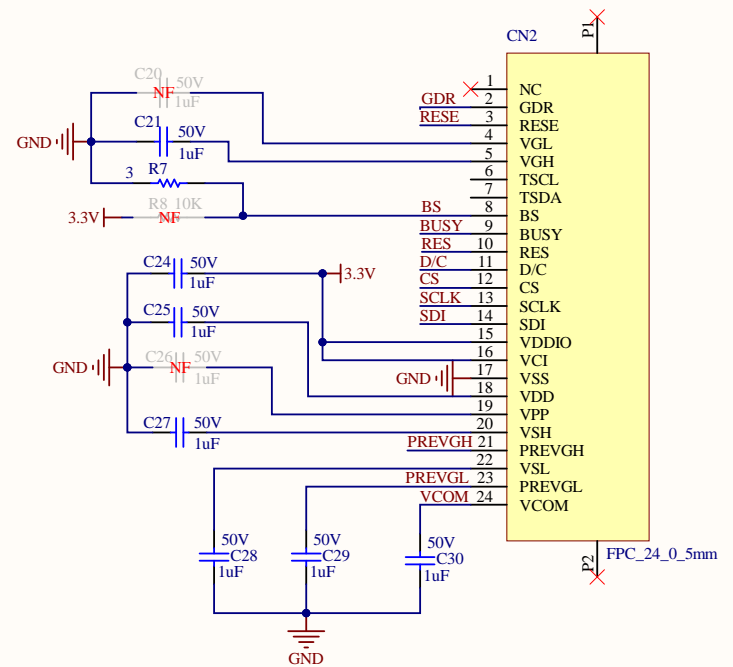 P1
CN2
C20
NF
50V
1uF
C21
50V
1uF
GND
3
R7
R8
10K
NF
3.3V
GDR
RESE
BS
BUSY
RES
D/C
CS
SCLK
SDI
1 NC
2 GDR
3 RESE
4 VGL
5 VGH
6 TSCL
7 TSDA
8 BS
9 BUSY
10 RES
11 D/C
12 CS
13 SCLK
14 SDI
15 VDDIO
16 VCI
17 VSS
18 VDD
19 VPP
20 VSH
21 PREVGH
22 VSL
23 PREVGL
24 VCOM
C24
50V
1uF
3.3V
C25
50V
1uF
GND
C26
NF
50V
1uF
GND
C27
50V
1uF
PREVGH
PREVGL
VCOM
50V
C28
1uF
50V
C29
1uF
50V
C30
1uF
GND
P2
FPC_24_0_5mm